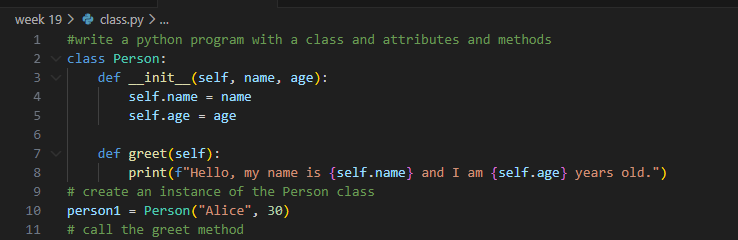 week 19 > class.py > ...
1 #write a python program with a class and attributes and methods
2 class Person:
3     def __init__(self, name, age):
4         self.name = name
5         self.age = age
6
7     def greet(self):
8         print(f"Hello, my name is {self.name} and I am {self.age} years old.")
9 # create an instance of the Person class
10 person1 = Person("Alice", 30)
11 # call the greet method